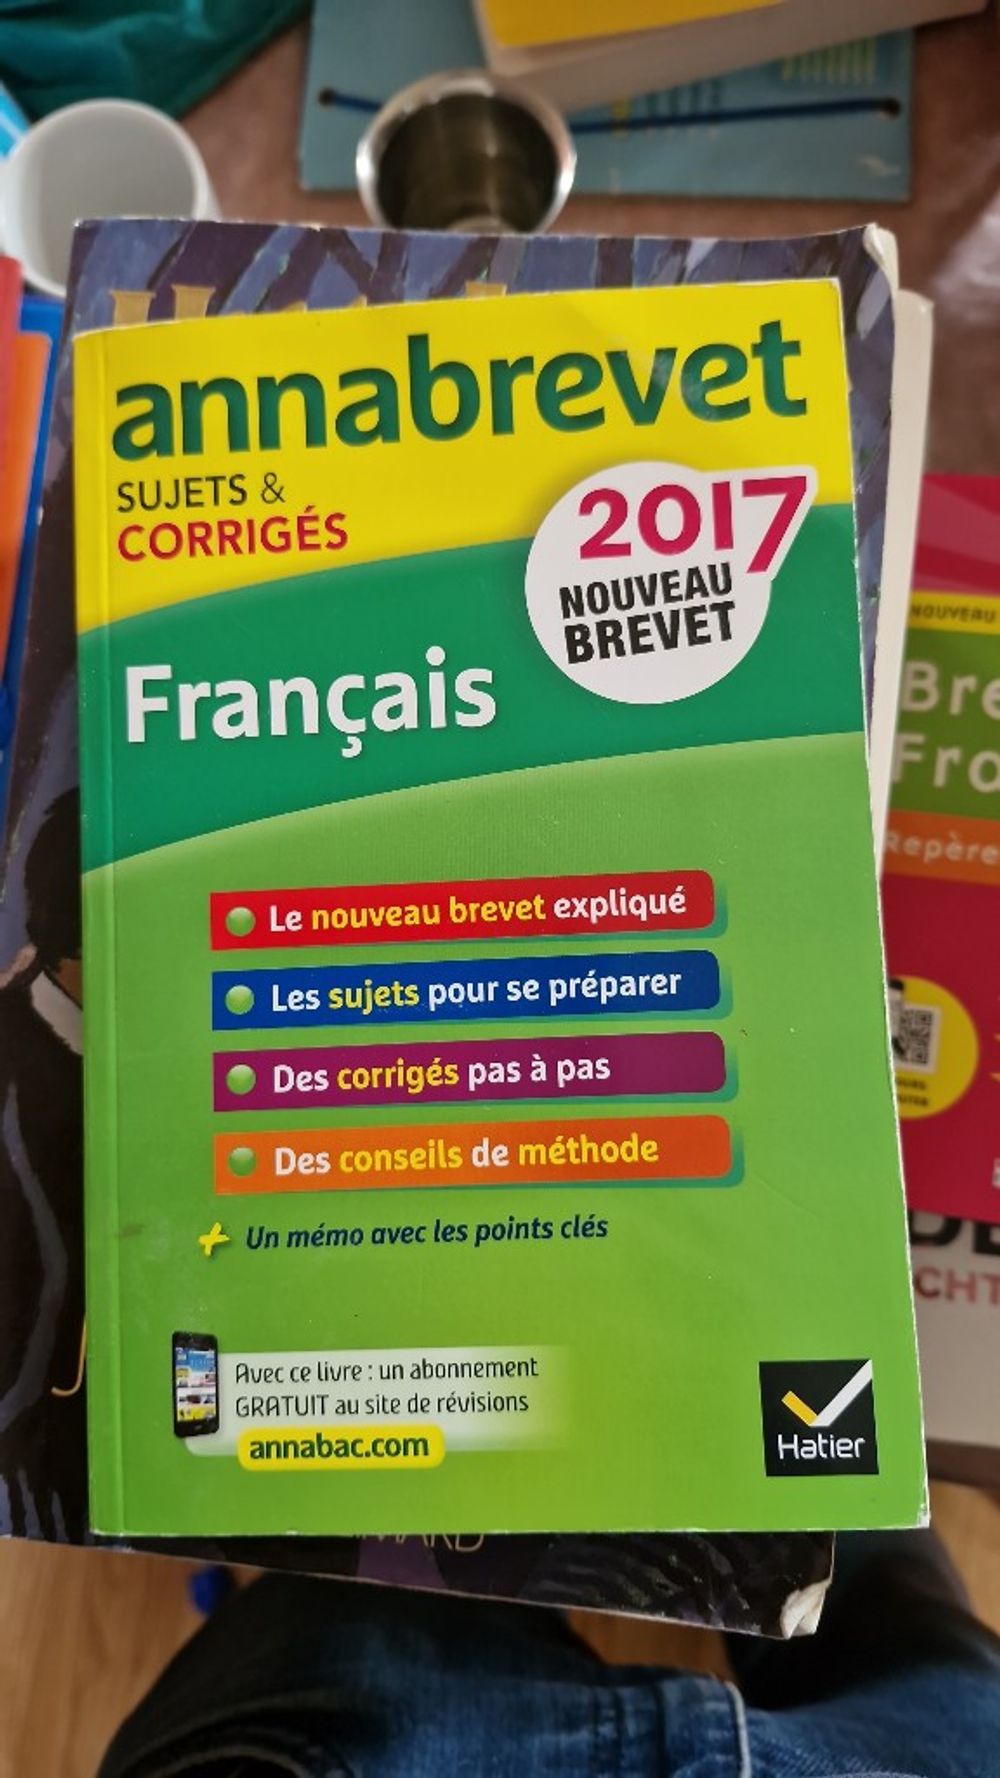 annabrevet
SUJETS &
CORRIGÉS
2017
NOUVEAU
BREVET
Français
Le nouveau brevet expliqué
Les sujets pour se préparer
Des corrigés pas à pas
Des conseils de méthode
+ Un mémo avec les points clés
Avec ce livre : un abonnement
GRATUIT au site de révisions
annabac.com
Hatier
NOUVEAU